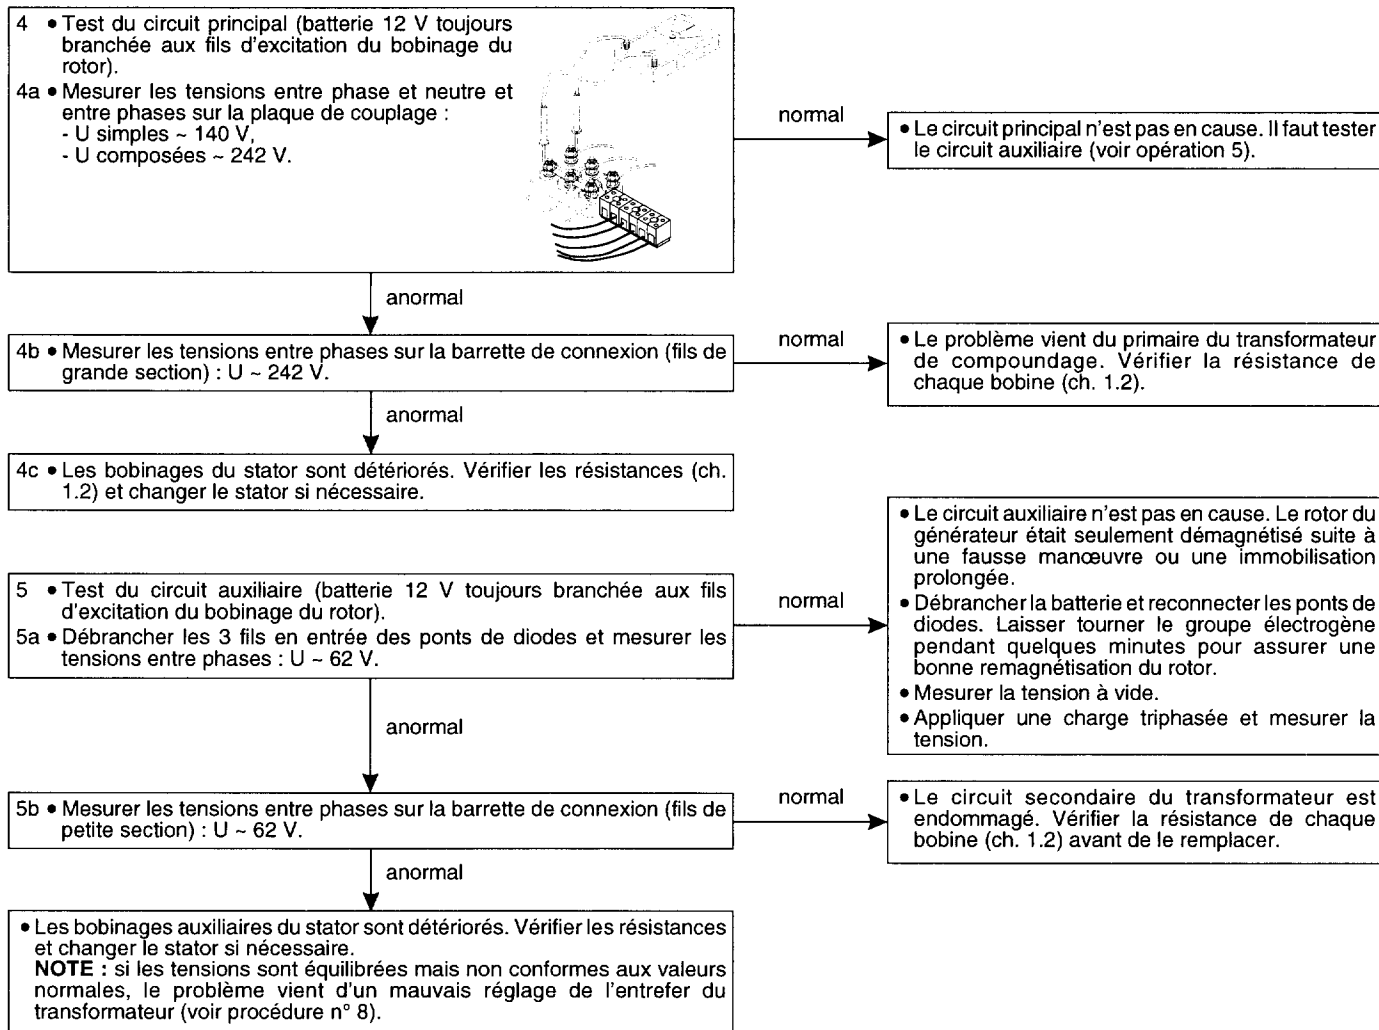 4 • Test du circuit principal (batterie 12 V toujours
branchée aux fils d'excitation du bobinage du
rotor).
4a • Mesurer les tensions entre phase et neutre et
entre phases sur la plaque de couplage :
- U simples ~ 140 V,
- U composées ~ 242 V.
normal
• Le circuit principal n'est pas en cause. Il faut tester
le circuit auxiliaire (voir opération 5).
anormal
4b • Mesurer les tensions entre phases sur la barrette de connexion (fils de
grande section) : U ~ 242 V.
normal
• Le problème vient du primaire du transformateur
de compoundage. Vérifier la résistance de
chaque bobine (ch. 1.2).
anormal
4c • Les bobinages du stator sont détériorés. Vérifier les résistances (ch.
1.2) et changer le stator si nécessaire.
5 • Test du circuit auxiliaire (batterie 12 V toujours branchée aux fils
d'excitation du bobinage du rotor).
5a • Débrancher les 3 fils en entrée des ponts de diodes et mesurer les
tensions entre phases : U ~ 62 V.
normal
• Le circuit auxiliaire n'est pas en cause. Le rotor du
générateur était seulement démagnétisé suite à
une fausse manœuvre ou une immobilisation
prolongée.
• Débrancher la batterie et reconnecter les ponts de
diodes. Laisser tourner le groupe électrogène
pendant quelques minutes pour assurer une
bonne remagnétisation du rotor.
• Mesurer la tension à vide.
• Appliquer une charge triphasée et mesurer la
tension.
anormal
5b • Mesurer les tensions entre phases sur la barrette de connexion (fils de
petite section) : U ~ 62 V.
normal
• Le circuit secondaire du transformateur est
endommagé. Vérifier la résistance de chaque
bobine (ch. 1.2) avant de le remplacer.
anormal
• Les bobinages auxiliaires du stator sont détériorés. Vérifier les résistances
et changer le stator si nécessaire.
NOTE : si les tensions sont équilibrées mais non conformes aux valeurs
normales, le problème vient d'un mauvais réglage de l'entrefer du
transformateur (voir procédure n° 8).